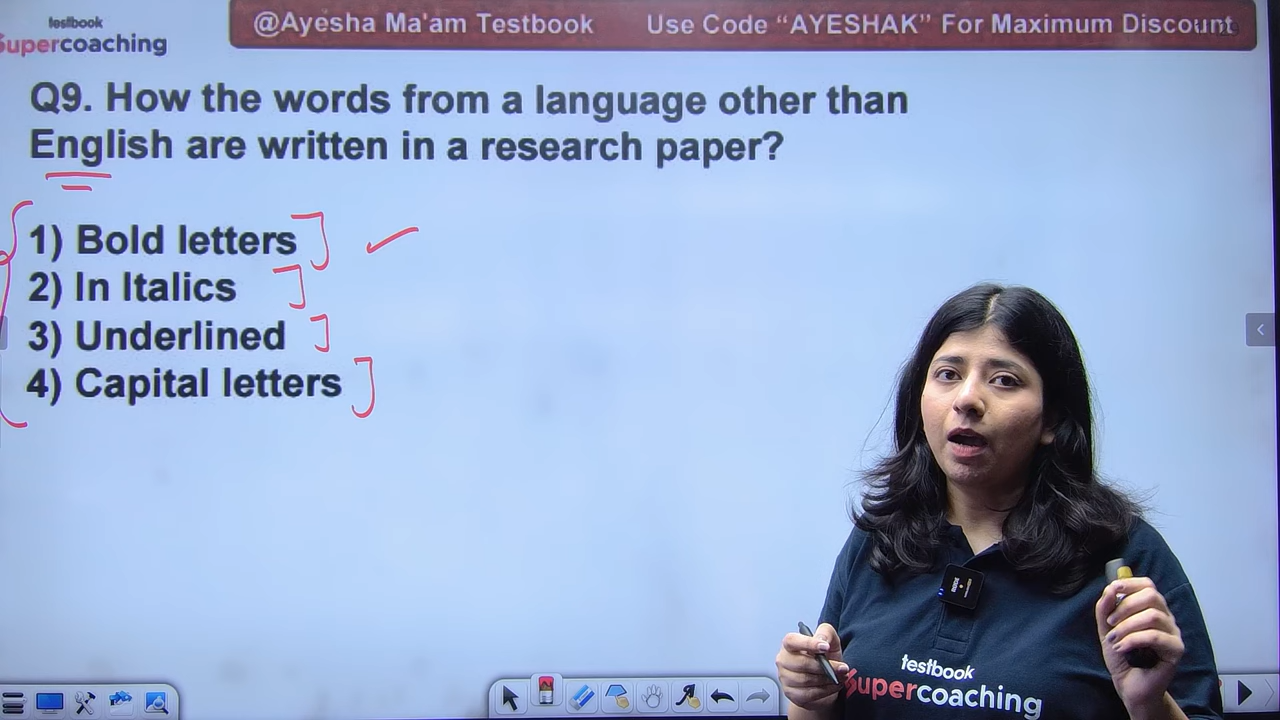 testbook
Supercoaching
@Ayesha Ma'am Testbook Use Code “AYESHAK” For Maximum Discount
Q9. How the words from a language other than
English are written in a research paper?
1) Bold letters
2) In Italics
3) Underlined
4) Capital letters
testbook
Supercoaching